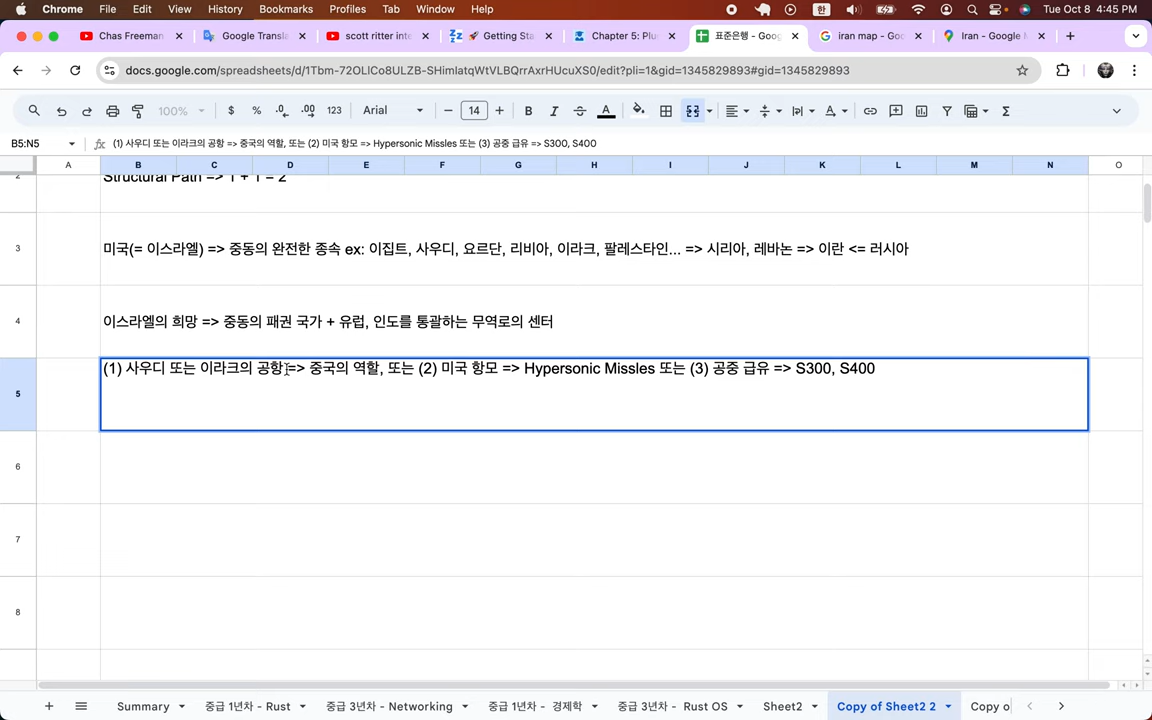 Chrome File Edit View History Bookmarks Profiles Tab Window Help 한 Tue Oct 8 4:45 PM
Chas Freeman Google Transla scott ritter inte Getting Sta Chapter 5: Plu 표준은행 - Goog iran map - Goo Iran - Google M
docs.google.com/spreadsheets/d/1Tbm-72OLlCo8ULZB-SHimlatqWtVLBQrrAxrHUcuXS0/edit?pli=1&gid=1345829893#gid=1345829893
100% $ % .0 .00 123 Arial 14 B I A
B5:N5 fx (1) 사우디 또는 이라크의 공항 => 중국의 역할, 또는 (2) 미국 항모 => Hypersonic Missles 또는 (3) 공중 급유 => S300, S400
A B C D E F G H I J K L M N O
2 Structural Path => 1 + 1 = 2
3 미국(= 이스라엘) => 중동의 완전한 종속 ex: 이집트, 사우디, 요르단, 리비아, 이라크, 팔레스타인... => 시리아, 레바논 => 이란 <= 러시아
4 이스라엘의 희망 => 중동의 패권 국가 + 유럽, 인도를 통괄하는 무역로의 센터
5 (1) 사우디 또는 이라크의 공항 => 중국의 역할, 또는 (2) 미국 항모 => Hypersonic Missles 또는 (3) 공중 급유 => S300, S400
6
7
8
Summary 중급 1년차 - Rust 중급 3년차 - Networking 중급 1년차 - 경제학 중급 3년차 - Rust OS Sheet2 Copy of Sheet2 2 Copy o